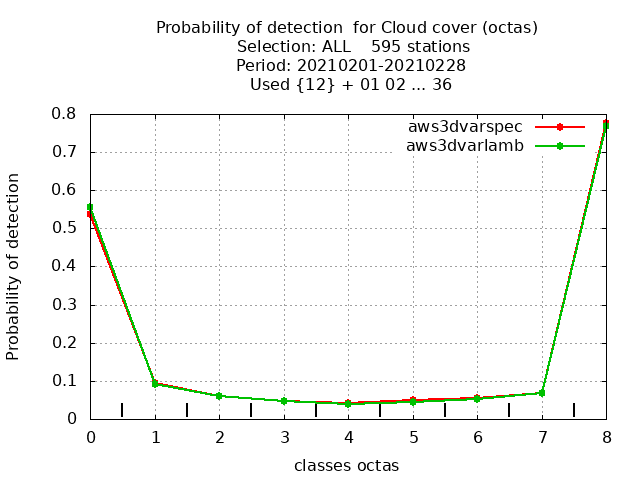 Probability of detection  for Cloud cover (octas)
Selection: ALL    595 stations
Period: 20210201-20210228
Used {12} + 01 02 ... 36
aws3dvarspec
aws3dvarlamb
Probability of detection
0.8
0.7
0.6
0.5
0.4
0.3
0.2
0.1
0
0 1 2 3 4 5 6 7 8
classes octas